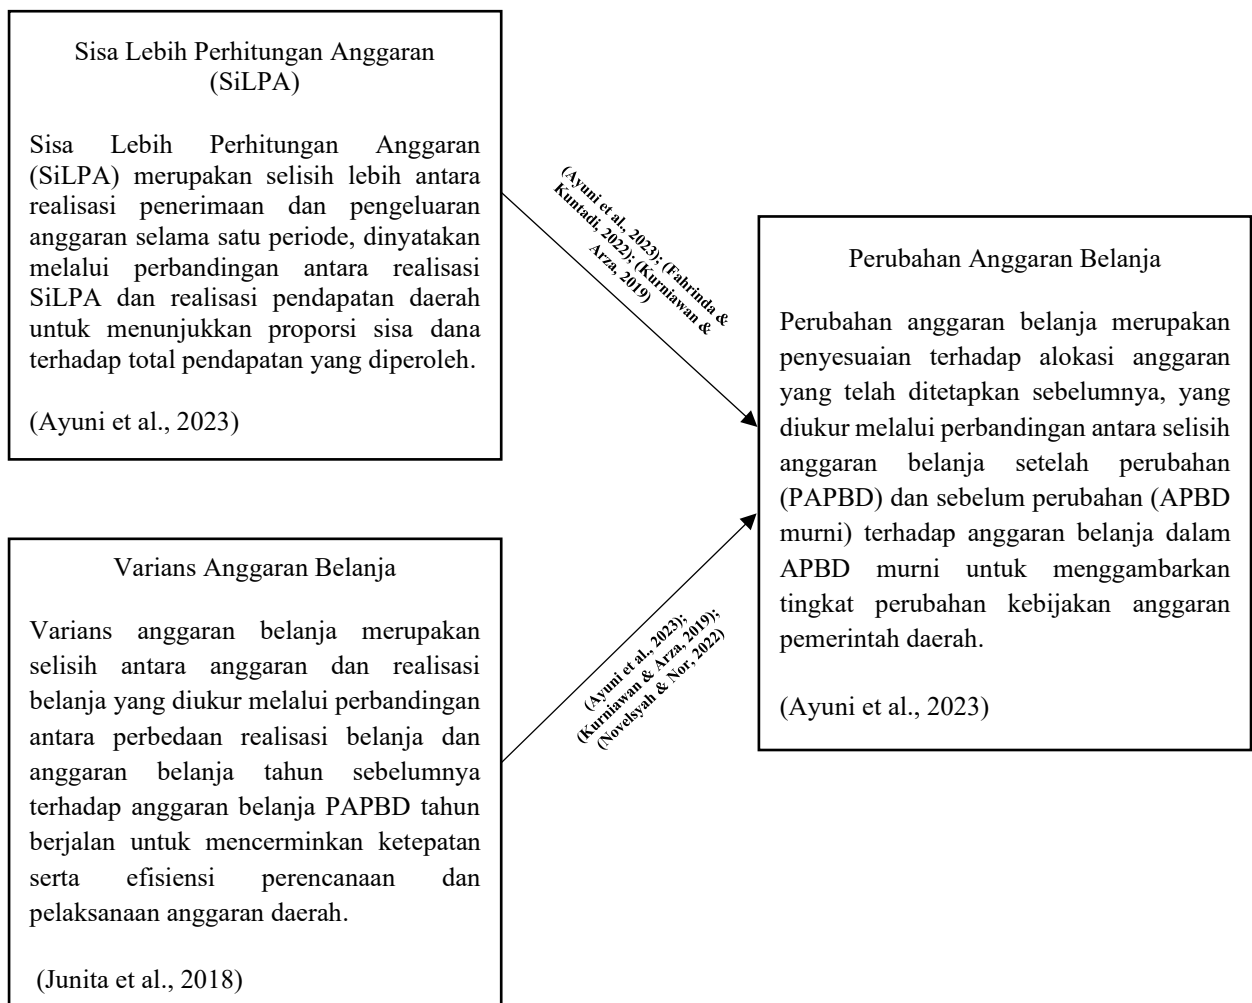 Sisa Lebih Perhitungan Anggaran
(SiLPA)
Sisa Lebih Perhitungan Anggaran
(SiLPA) merupakan selisih lebih antara
realisasi penerimaan dan pengeluaran
anggaran selama satu periode, dinyatakan
melalui perbandingan antara realisasi
SiLPA dan realisasi pendapatan daerah
untuk menunjukkan proporsi sisa dana
terhadap total pendapatan yang diperoleh.
(Ayuni et al., 2023)
(Ayuni et al., 2023); (Fahrinda &
Kuntadi, 2022); (Kurniawan &
Arza, 2019)
Varians Anggaran Belanja
Varians anggaran belanja merupakan
selisih antara anggaran dan realisasi
belanja yang diukur melalui perbandingan
antara perbedaan realisasi belanja dan
anggaran belanja tahun sebelumnya
terhadap anggaran belanja PAPBD tahun
berjalan untuk mencerminkan ketepatan
serta efisiensi perencanaan dan
pelaksanaan anggaran daerah.
(Junita et al., 2018)
(Ayuni et al., 2023);
(Kurniawan & Arza, 2019);
(Novelsyah & Nor, 2022)
Perubahan Anggaran Belanja
Perubahan anggaran belanja merupakan
penyesuaian terhadap alokasi anggaran
yang telah ditetapkan sebelumnya, yang
diukur melalui perbandingan antara selisih
anggaran belanja setelah perubahan
(PAPBD) dan sebelum perubahan (APBD
murni) terhadap anggaran belanja dalam
APBD murni untuk menggambarkan
tingkat perubahan kebijakan anggaran
pemerintah daerah.
(Ayuni et al., 2023)